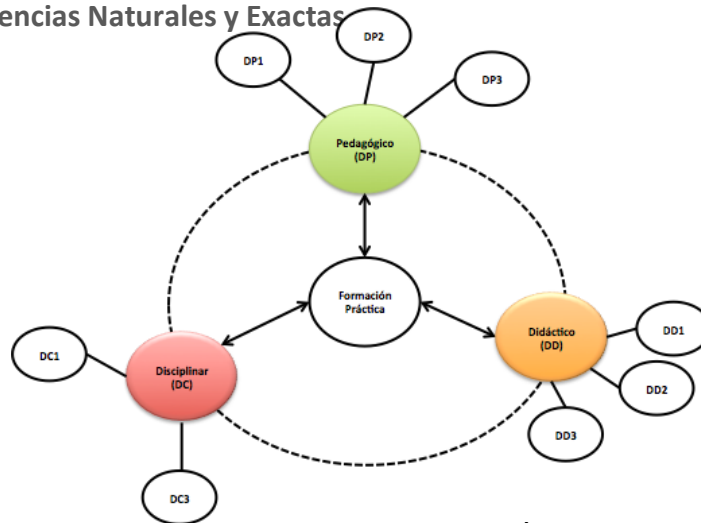 encias Naturales y Exactas
DP1
DP2
DP3
Pedagógico
(DP)
Formación
Práctica
Didáctico
(DD)
DD1
DD2
DD3
Disciplinar
(DC)
DC1
DC3